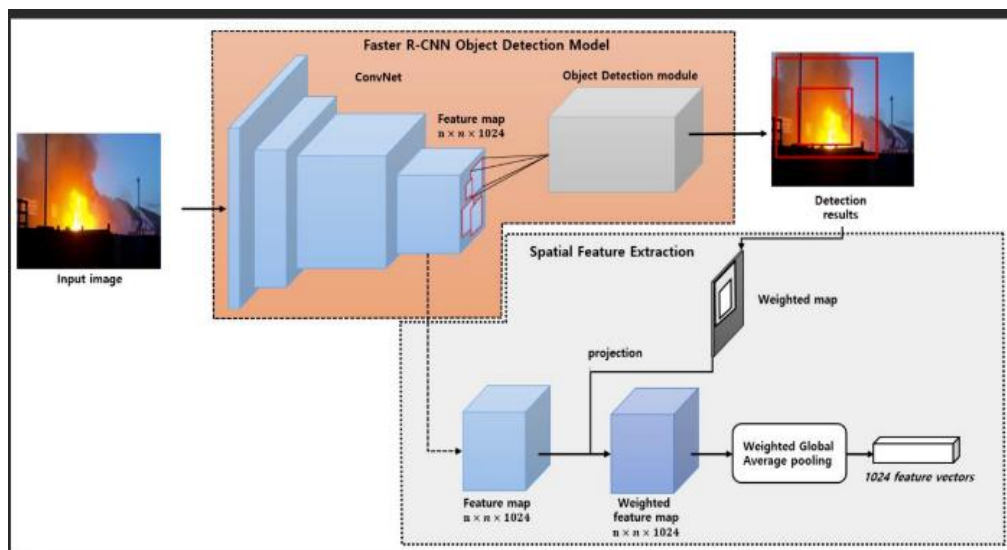 Faster R-CNN Object Detection Model
ConvNet
Object Detection module
Feature map
n × n × 1024
Input image
Detection
results
Spatial Feature Extraction
Weighted map
projection
Feature map
n × n × 1024
Weighted
feature map
n × n × 1024
Weighted Global
Average pooling
1024 feature vectors